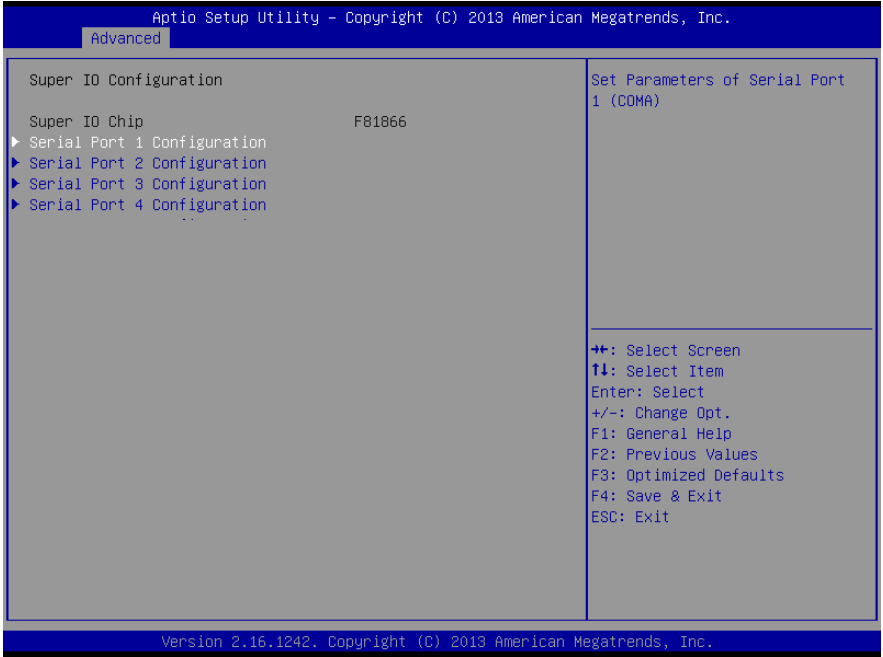 Aptio Setup Utility – Copyright (C) 2013 American Megatrends, Inc.
Advanced
Super IO Configuration
Super IO Chip F81866
Serial Port 1 Configuration
Serial Port 2 Configuration
Serial Port 3 Configuration
Serial Port 4 Configuration
Set Parameters of Serial Port
1 (COMA)
→←: Select Screen
↑↓: Select Item
Enter: Select
+/-: Change Opt.
F1: General Help
F2: Previous Values
F3: Optimized Defaults
F4: Save & Exit
ESC: Exit
Version 2.16.1242. Copyright (C) 2013 American Megatrends, Inc.